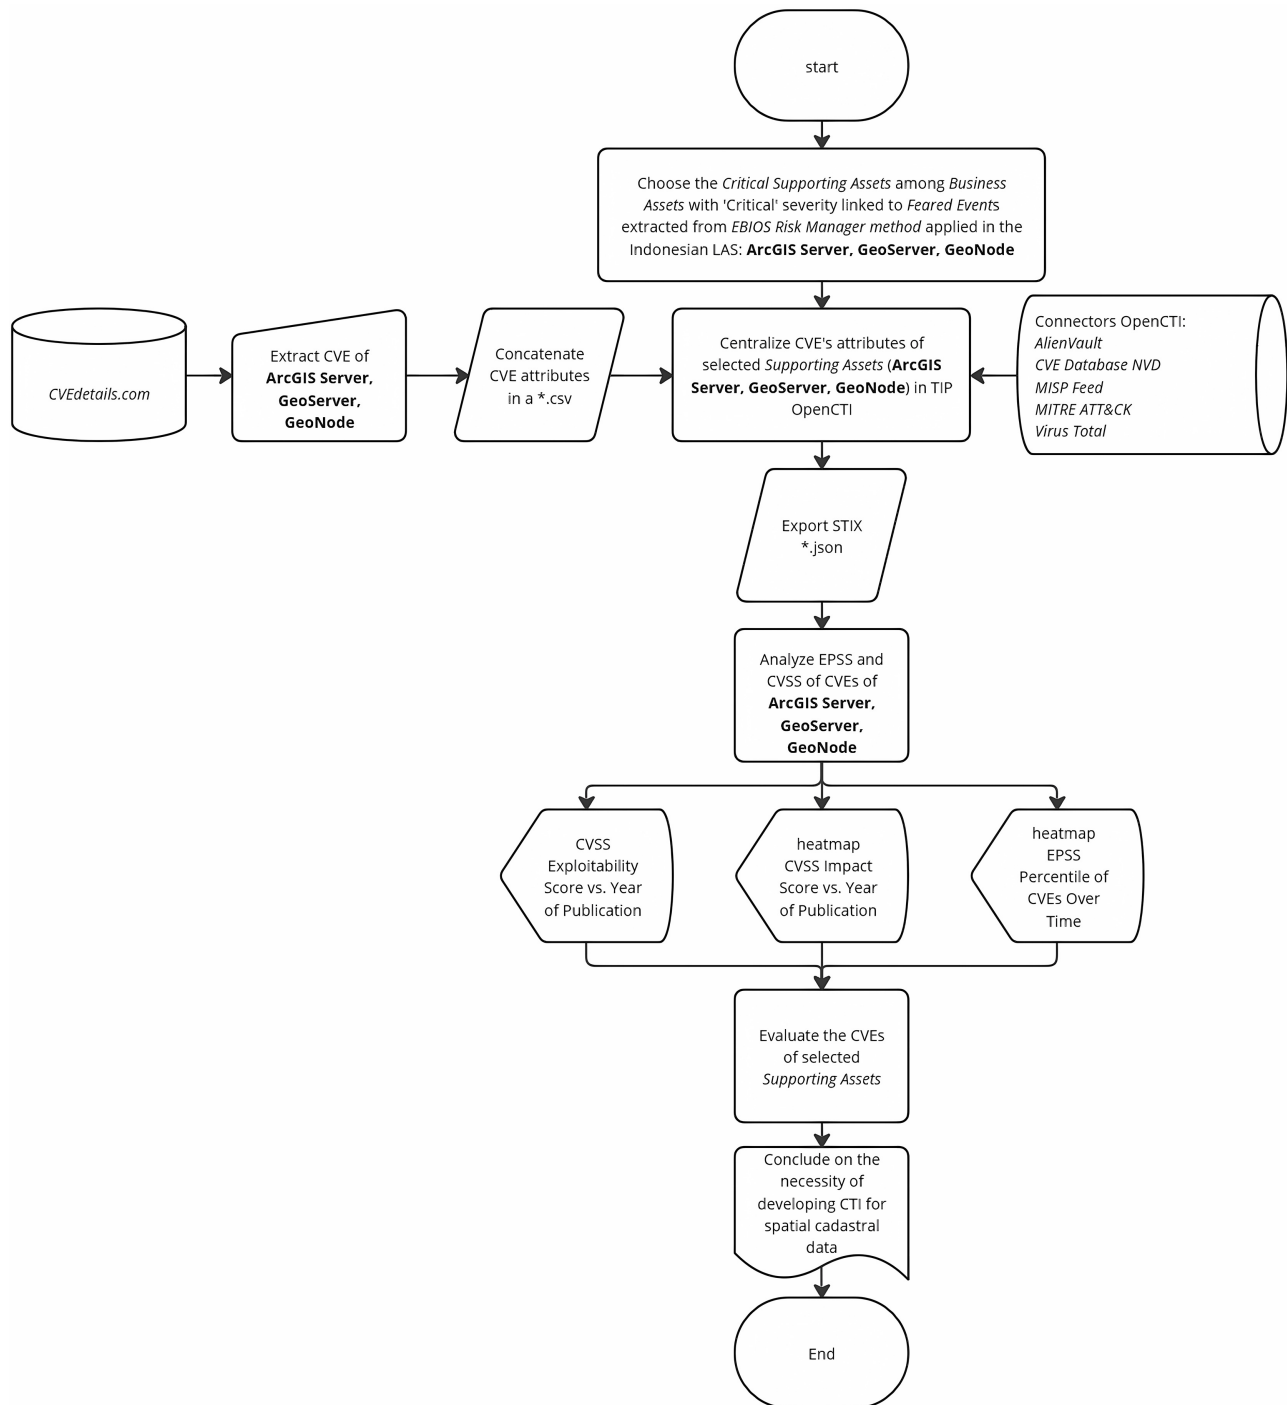 start
Choose the Critical Supporting Assets among Business
Assets with 'Critical' severity linked to Feared Events
extracted from EBIOS Risk Manager method applied in the
Indonesian LAS: ArcGIS Server, GeoServer, GeoNode
CVEdetails.com
Extract CVE of
ArcGIS Server,
GeoServer,
GeoNode
Concatenate
CVE attributes
in a *.csv
Centralize CVE's attributes of
selected Supporting Assets (ArcGIS
Server, GeoServer, GeoNode) in TIP
OpenCTI
Connectors OpenCTI:
AlienVault
CVE Database NVD
MISP Feed
MITRE ATT&CK
Virus Total
Export STIX
*.json
Analyze EPSS and
CVSS of CVEs of
ArcGIS Server,
GeoServer,
GeoNode
CVSS
Exploitability
Score vs. Year
of Publication
heatmap
CVSS Impact
Score vs. Year
of Publication
heatmap
EPSS
Percentile of
CVEs Over
Time
Evaluate the CVEs
of selected
Supporting Assets
Conclude on the
necessity of
developing CTI for
spatial cadastral
data
End